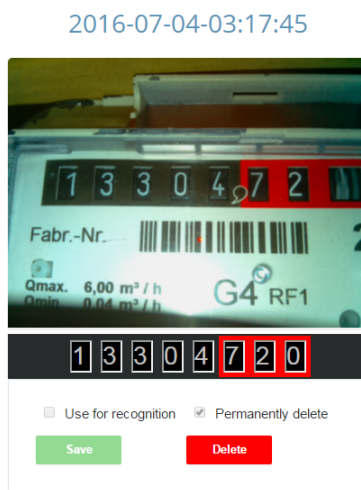 2016-07-04-03:17:45
1 3 3 0 4,7 2
Fabr.-Nr.
2
Qmax. 6,00 m³/h
Qmin. 0.04 m³/h
G4 RF1
1 3 3 0 4 7 2 0
Use for recognition Permanently delete
Save Delete